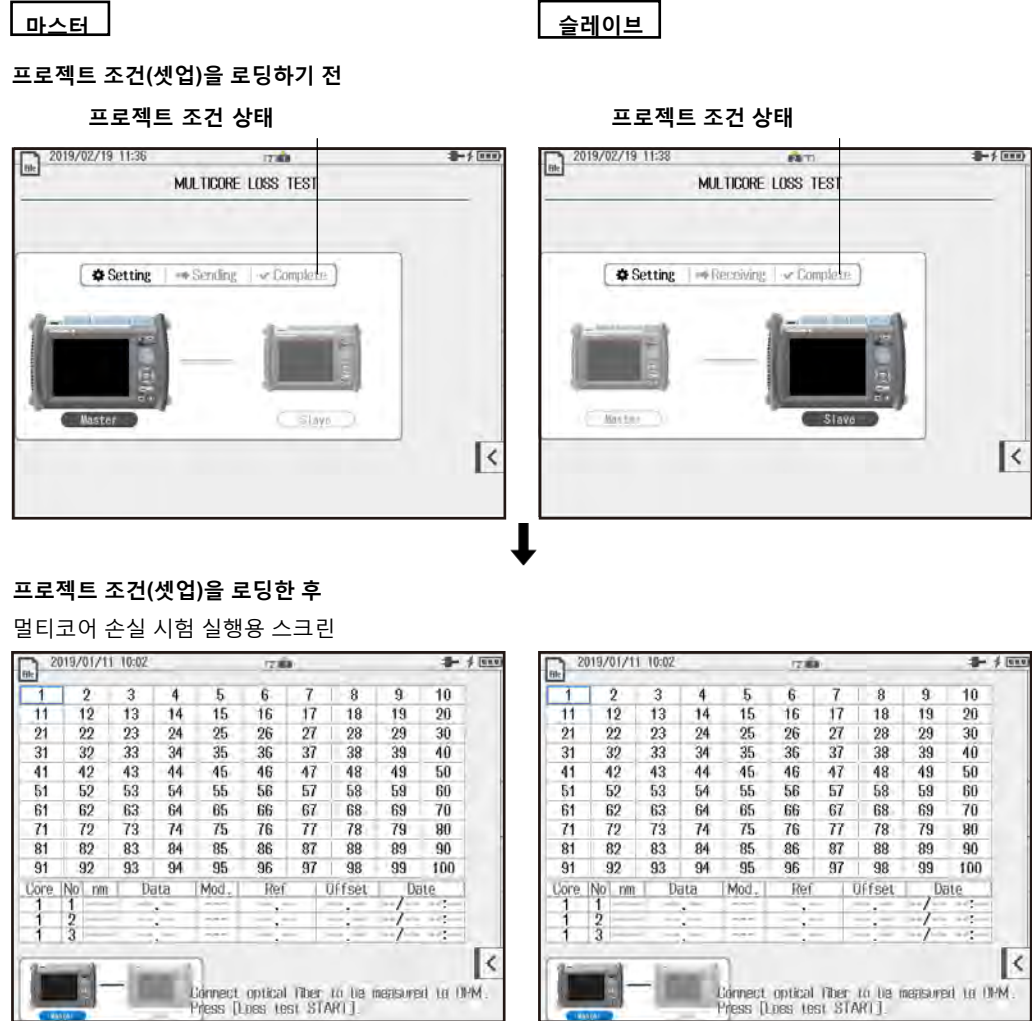 마스터
슬레이브
프로젝트 조건(셋업)을 로딩하기 전
프로젝트 조건 상태
프로젝트 조건 상태
File 2019/02/19 11:36
MULTICORE LOSS TEST
Setting Sending Complete
Master Slave
File 2019/02/19 11:38
MULTICORE LOSS TEST
Setting Receiving Complete
Master Slave
프로젝트 조건(셋업)을 로딩한 후
멀티코어 손실 시험 실행용 스크린
File 2019/01/11 10:02
1 2 3 4 5 6 7 8 9 10
11 12 13 14 15 16 17 18 19 20
21 22 23 24 25 26 27 28 29 30
31 32 33 34 35 36 37 38 39 40
41 42 43 44 45 46 47 48 49 50
51 52 53 54 55 56 57 58 59 60
61 62 63 64 65 66 67 68 69 70
71 72 73 74 75 76 77 78 79 80
81 82 83 84 85 86 87 88 89 90
91 92 93 94 95 96 97 98 99 100
Core No nm Data Mod. Ref Offset Date
1 1 --- --.-- --- --.-- --.-- --/-- --:--
1 2 --- --.-- --- --.-- --.-- --/-- --:--
1 3 --- --.-- --- --.-- --.-- --/-- --:--
Connect optical fiber to be measured to OPM.
Press [Loss test START].
Master
File 2019/01/11 10:02
1 2 3 4 5 6 7 8 9 10
11 12 13 14 15 16 17 18 19 20
21 22 23 24 25 26 27 28 29 30
31 32 33 34 35 36 37 38 39 40
41 42 43 44 45 46 47 48 49 50
51 52 53 54 55 56 57 58 59 60
61 62 63 64 65 66 67 68 69 70
71 72 73 74 75 76 77 78 79 80
81 82 83 84 85 86 87 88 89 90
91 92 93 94 95 96 97 98 99 100
Core No nm Data Mod. Ref Offset Date
1 1 --- --.-- --- --.-- --.-- --/-- --:--
1 2 --- --.-- --- --.-- --.-- --/-- --:--
1 3 --- --.-- --- --.-- --.-- --/-- --:--
Connect optical fiber to be measured to OPM.
Press [Loss test START].
Master